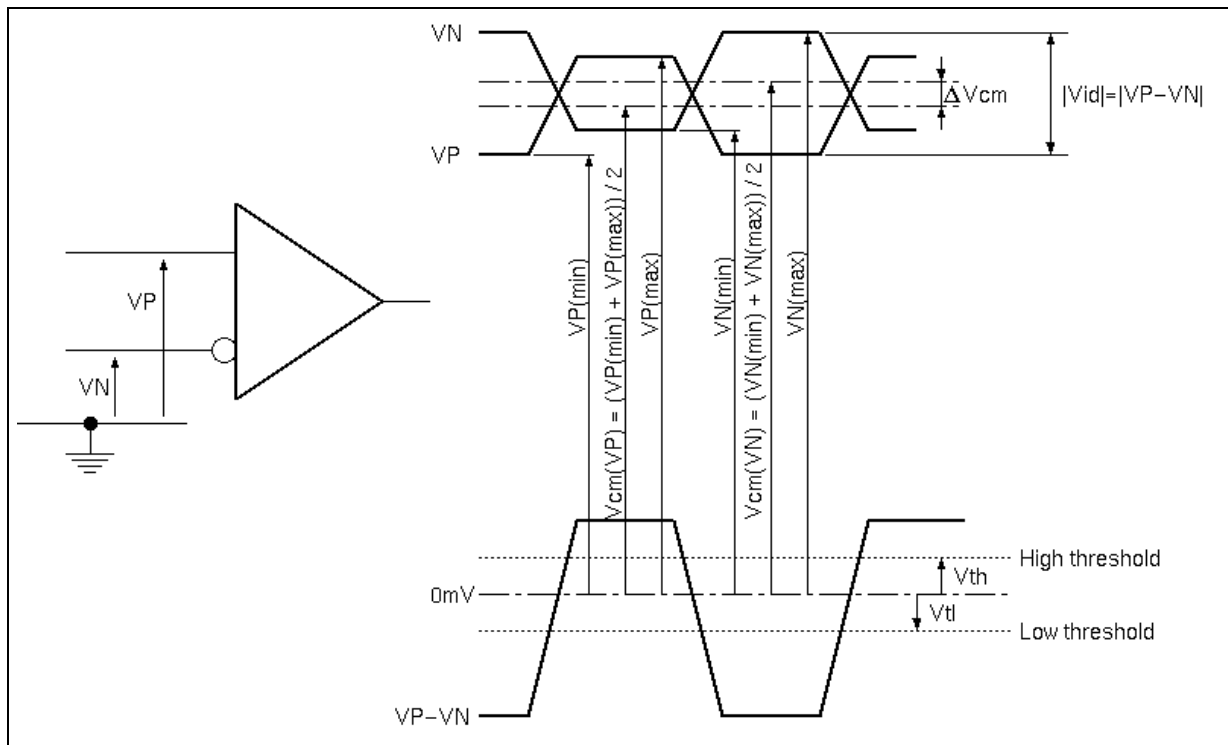 VN
VP
ΔVcm
|Vid|=|VP−VN|
VP
VN
VP(min)
Vcm(VP) = (VP(min) + VP(max)) / 2
VP(max)
VN(min)
Vcm(VN) = (VN(min) + VN(max)) / 2
VN(max)
High threshold
Vth
0mV
Vtl
Low threshold
VP−VN